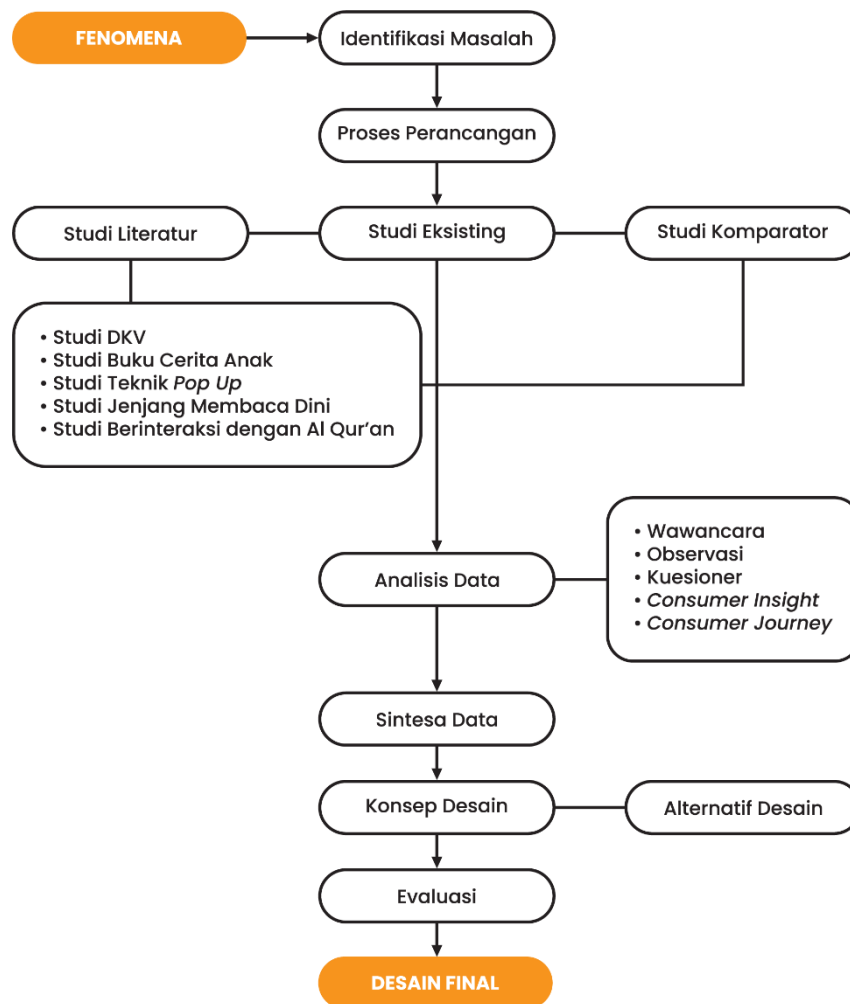 FENOMENA
Identifikasi Masalah
Proses Perancangan
Studi Literatur
Studi Eksisting
Studi Komparator
• Studi DKV
• Studi Buku Cerita Anak
• Studi Teknik Pop Up
• Studi Jenjang Membaca Dini
• Studi Berinteraksi dengan Al Qur’an
• Wawancara
• Observasi
• Kuesioner
• Consumer Insight
• Consumer Journey
Analisis Data
Sintesa Data
Konsep Desain
Alternatif Desain
Evaluasi
DESAIN FINAL